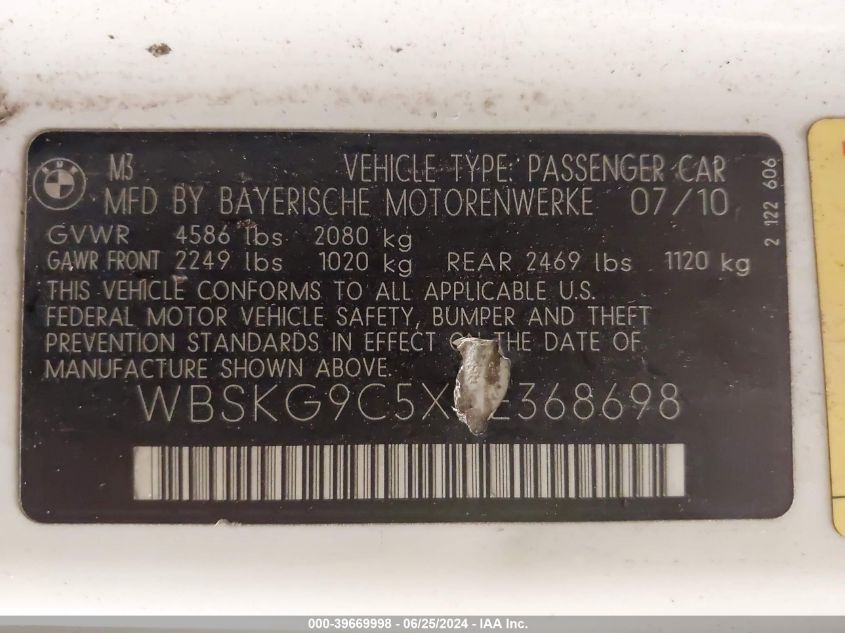 BMW
M3 VEHICLE TYPE: PASSENGER CAR
MFD BY BAYERISCHE MOTORENWERKE 07/10
GVWR 4586 lbs 2080 kg
GAWR FRONT 2249 lbs 1020 kg REAR 2469 lbs 1120 kg
THIS VEHICLE CONFORMS TO ALL APPLICABLE U.S.
FEDERAL MOTOR VEHICLE SAFETY, BUMPER AND THEFT
PREVENTION STANDARDS IN EFFECT ON THE DATE OF
MANUFACTURE SHOWN ABOVE.
2 122 606
000-39669998 - 06/25/2024 - IAA Inc.